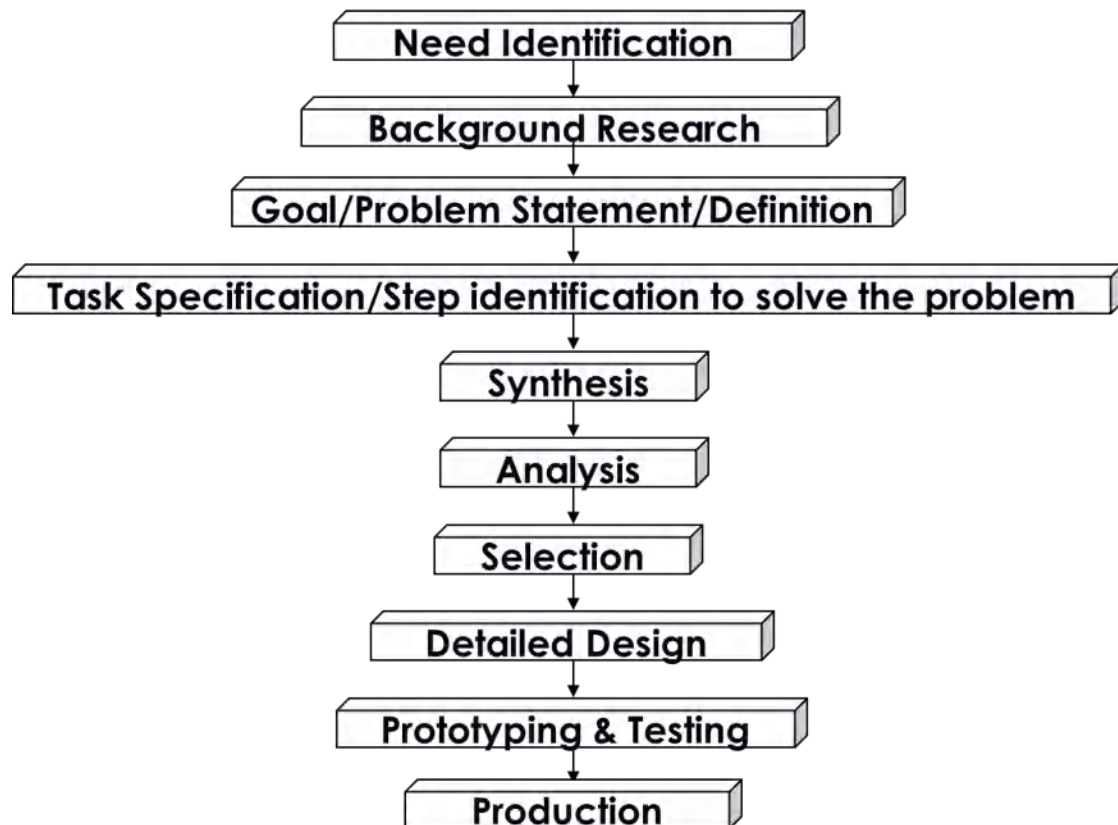 Need Identification
Background Research
Goal/Problem Statement/Definition
Task Specification/Step identification to solve the problem
Synthesis
Analysis
Selection
Detailed Design
Prototyping & Testing
Production